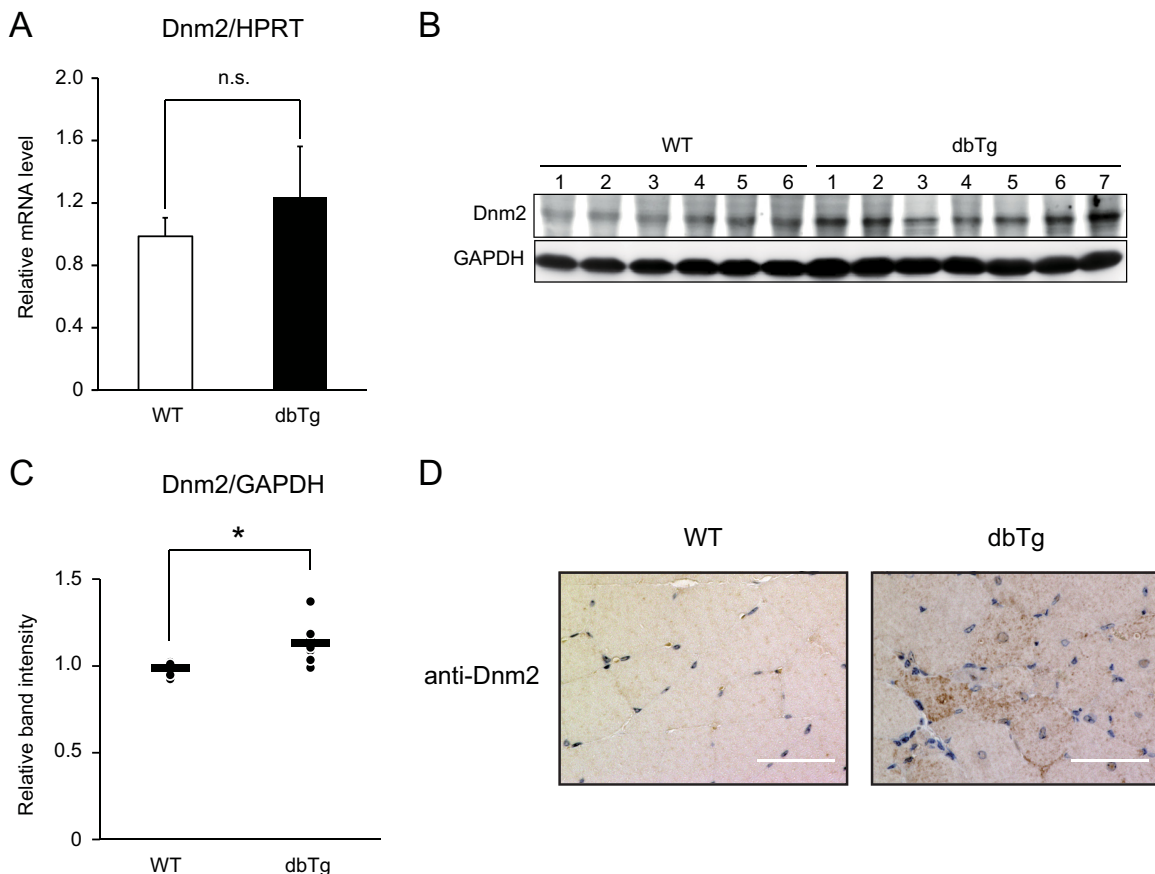 A
Dnm2/HPRT
n.s.
2.0
1.6
1.2
0.8
0.4
0
Relative mRNA level
WT dbTg
B
WT dbTg
1 2 3 4 5 6 1 2 3 4 5 6 7
Dnm2
GAPDH
C
Dnm2/GAPDH
*
1.5
1.0
0.5
0
Relative band intensity
WT dbTg
D
WT dbTg
anti-Dnm2